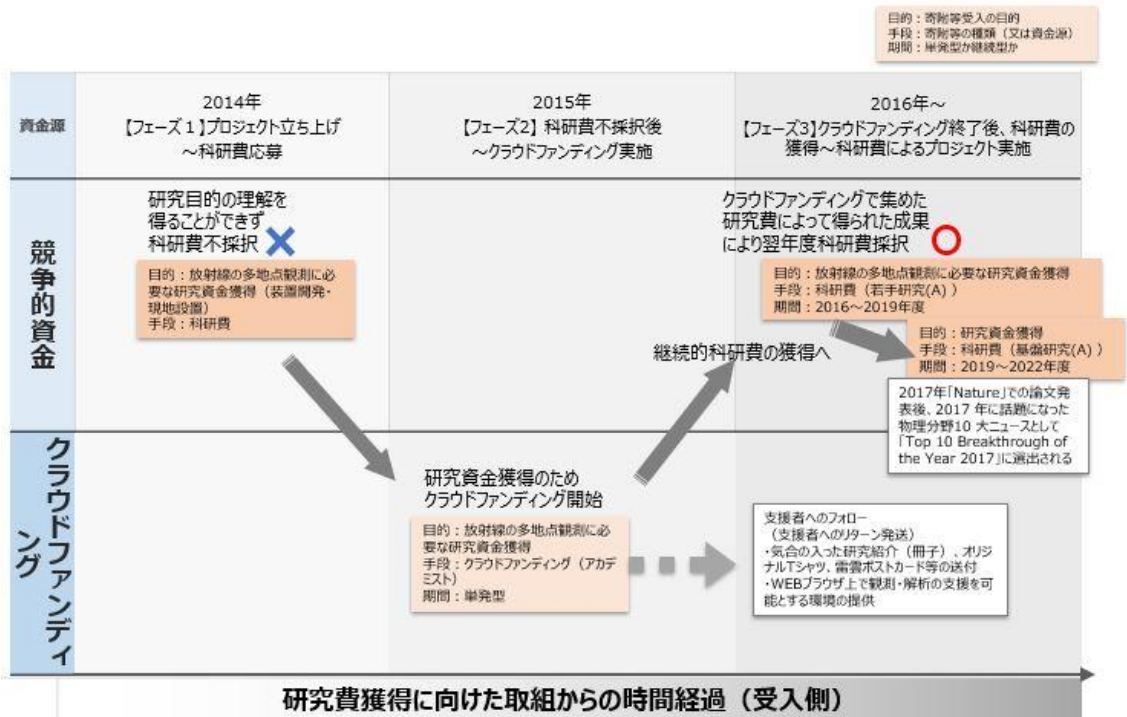 目的：寄附等受入の目的
手段：寄附等の種類（又は資金源）
期間：単発型か継続型か
資金源
2014年
【フェーズ１】プロジェクト立ち上げ
～科研費応募
2015年
【フェーズ2】科研費不採択後
～クラウドファンディング実施
2016年～
【フェーズ3】クラウドファンディング終了後、科研費の
獲得～科研費によるプロジェクト実施
競争的資金
研究目的の理解を
得ることができず
科研費不採択
目的：放射線の多地点観測に必
要な研究資金獲得（装置開発・
現地設置）
手段：科研費
クラウドファンディングで集めた
研究費によって得られた成果
により翌年度科研費採択
目的：放射線の多地点観測に必要な研究資金獲得
手段：科研費（若手研究(A) ）
期間：2016～2019年度
継続的科研費の獲得へ
目的：研究資金獲得
手段：科研費（基盤研究(A) ）
期間：2019～2022年度
2017年「Nature」での論文発
表後、2017 年に話題になった
物理分野10 大ニュースとして
「Top 10 Breakthrough of
the Year 2017」に選出される
クラウドファンディ
ング
研究資金獲得のため
クラウドファンディング開始
目的：放射線の多地点観測に必
要な研究資金獲得
手段：クラウドファンディング（アカデ
ミスト）
期間：単発型
支援者へのフォロー
（支援者へのリターン発送）
・気合の入った研究紹介（冊子）、オリジ
ナルTシャツ、雷雲ポストカード等の送付
・WEBブラウザ上で観測・解析の支援を可
能とする環境の提供
研究費獲得に向けた取組からの時間経過（受入側）